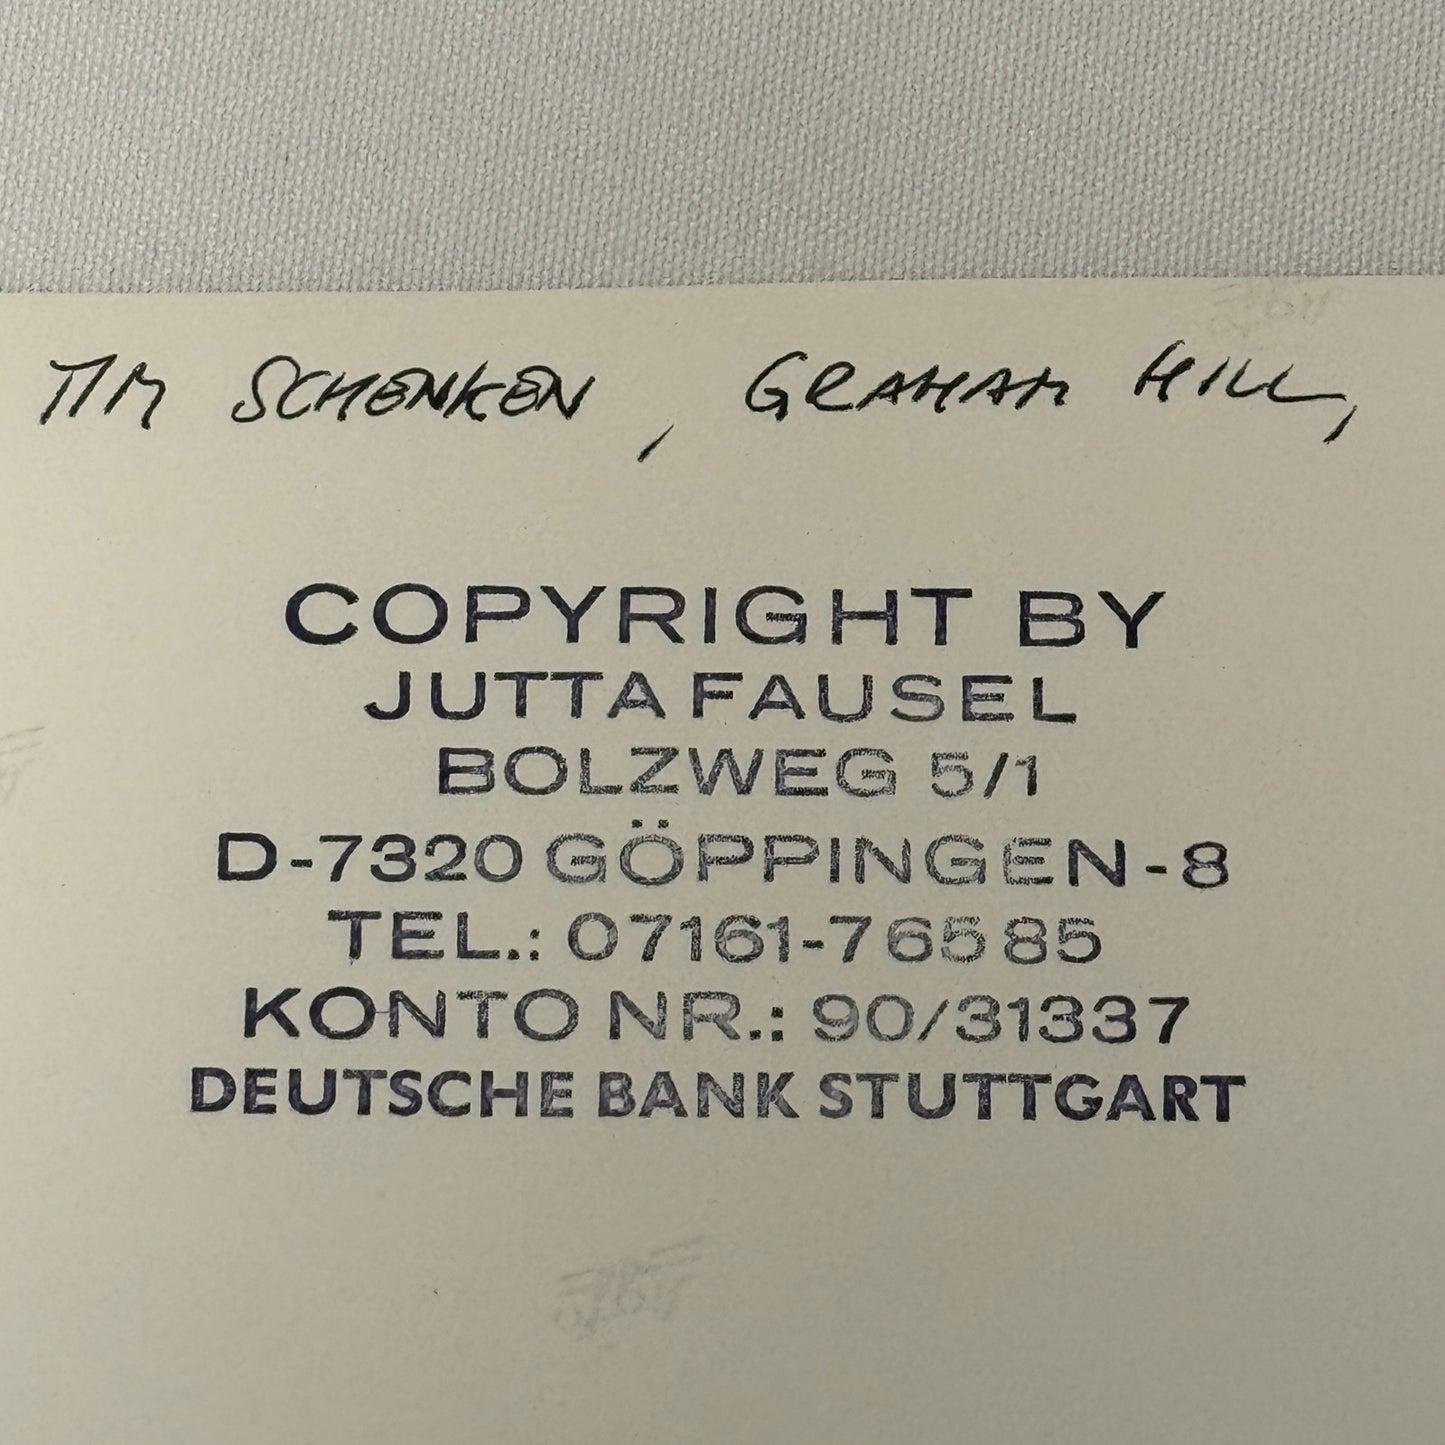 TIM SCHENKEN, GRAHAM HILL,
COPYRIGHT BY
JUTTA FAUSEL
BOLZWEG 5/1
D-7320 GÖPPINGEN-8
TEL.: 07161-76585
KONTO NR.: 90/31337
DEUTSCHE BANK STUTTGART